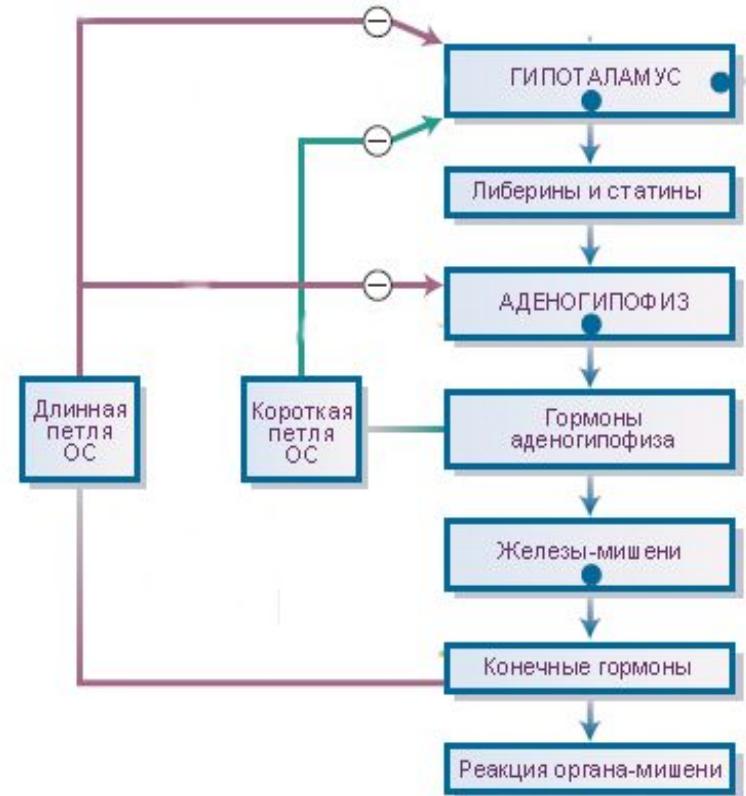 ГИПОТАЛАМУС
Либерины и статины
АДЕНОГИПОФИЗ
Длинная
петля
ОС
Короткая
петля
ОС
Гормоны
аденогипофиза
Железы-мишени
Конечные гормоны
Реакция органа-мишени